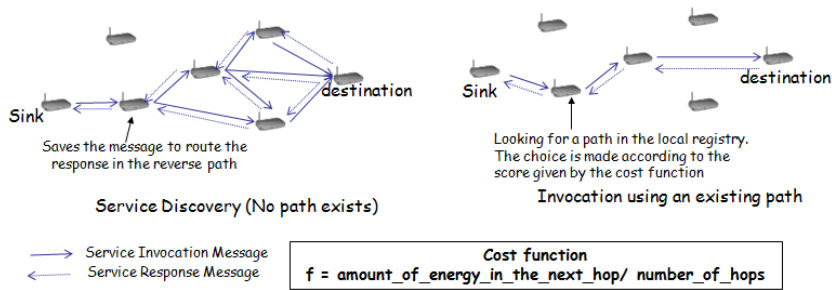 Sink
destination
Saves the message to route the
response in the reverse path
Service Discovery (No path exists)
Sink
destination
Looking for a path in the local registry.
The choice is made according to the
score given by the cost function
Invocation using an existing path
Service Invocation Message
Service Response Message
Cost function
f = amount_of_energy_in_the_next_hop/ number_of_hops